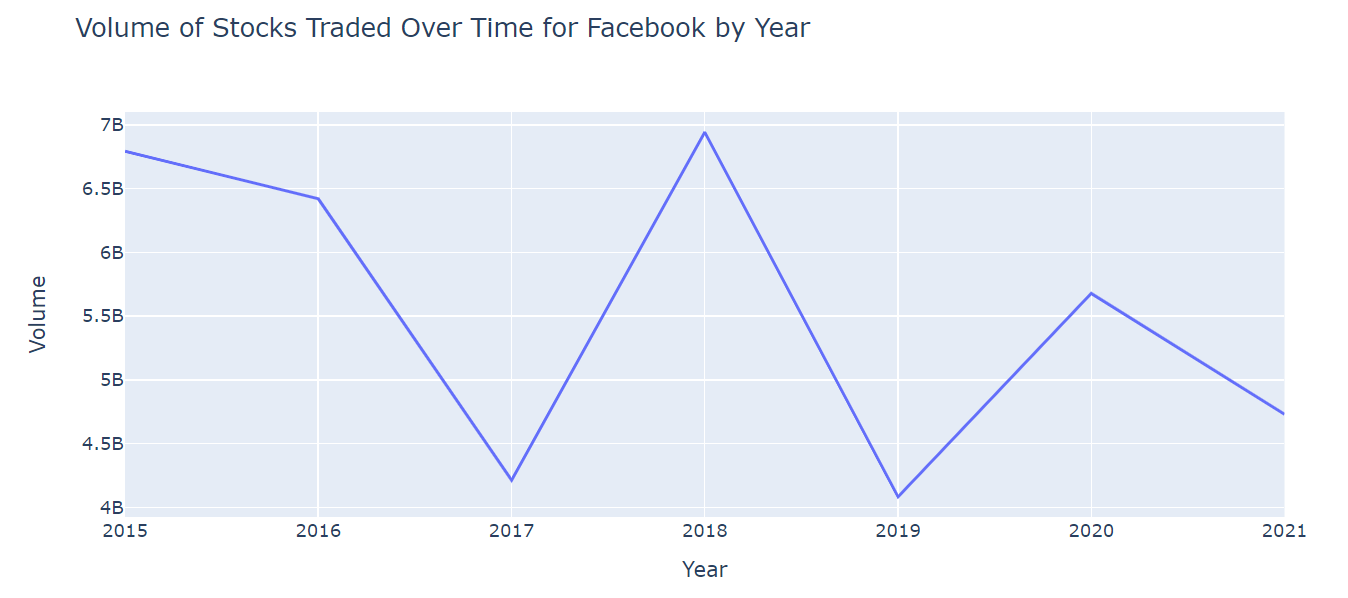 Volume of Stocks Traded Over Time for Facebook by Year
7B
6.5B
6B
5.5B
5B
4.5B
4B
Volume
2015 2016 2017 2018 2019 2020 2021
Year